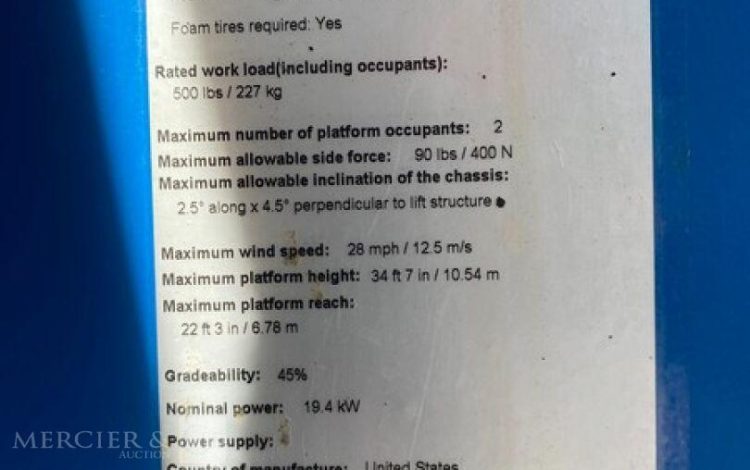 Foam tires required: Yes
Rated work load(including occupants):
500 lbs / 227 kg
Maximum number of platform occupants: 2
Maximum allowable side force: 90 lbs / 400 N
Maximum allowable inclination of the chassis:
2.5° along x 4.5° perpendicular to lift structure
Maximum wind speed: 28 mph / 12.5 m/s
Maximum platform height: 34 ft 7 in / 10.54 m
Maximum platform reach:
22 ft 3 in / 6.78 m
Gradeability: 45%
Nominal power: 19.4 kW
Power supply:
Country of manufacture: United States
MERCIER &
AUCTION